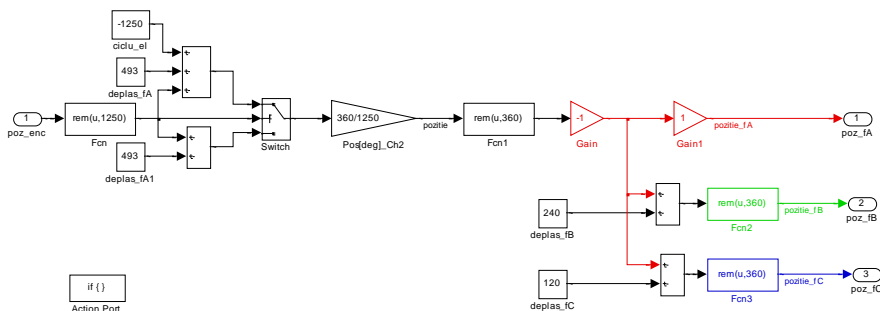 -1250
ciclu_el
493
deplas_fA
1
poz_enc
rem(u,1250)
Fcn
493
deplas_fA1
Switch
360/1250
Pos[deg]_Ch2
pozitie
rem(u,360)
Fcn1
-1
Gain
1
Gain1
pozitie_fA
1
poz_fA
240
deplas_fB
rem(u,360)
Fcn2
pozitie_fB
2
poz_fB
120
deplas_fC
rem(u,360)
Fcn3
pozitie_fC
3
poz_fC
if { }
Action Port